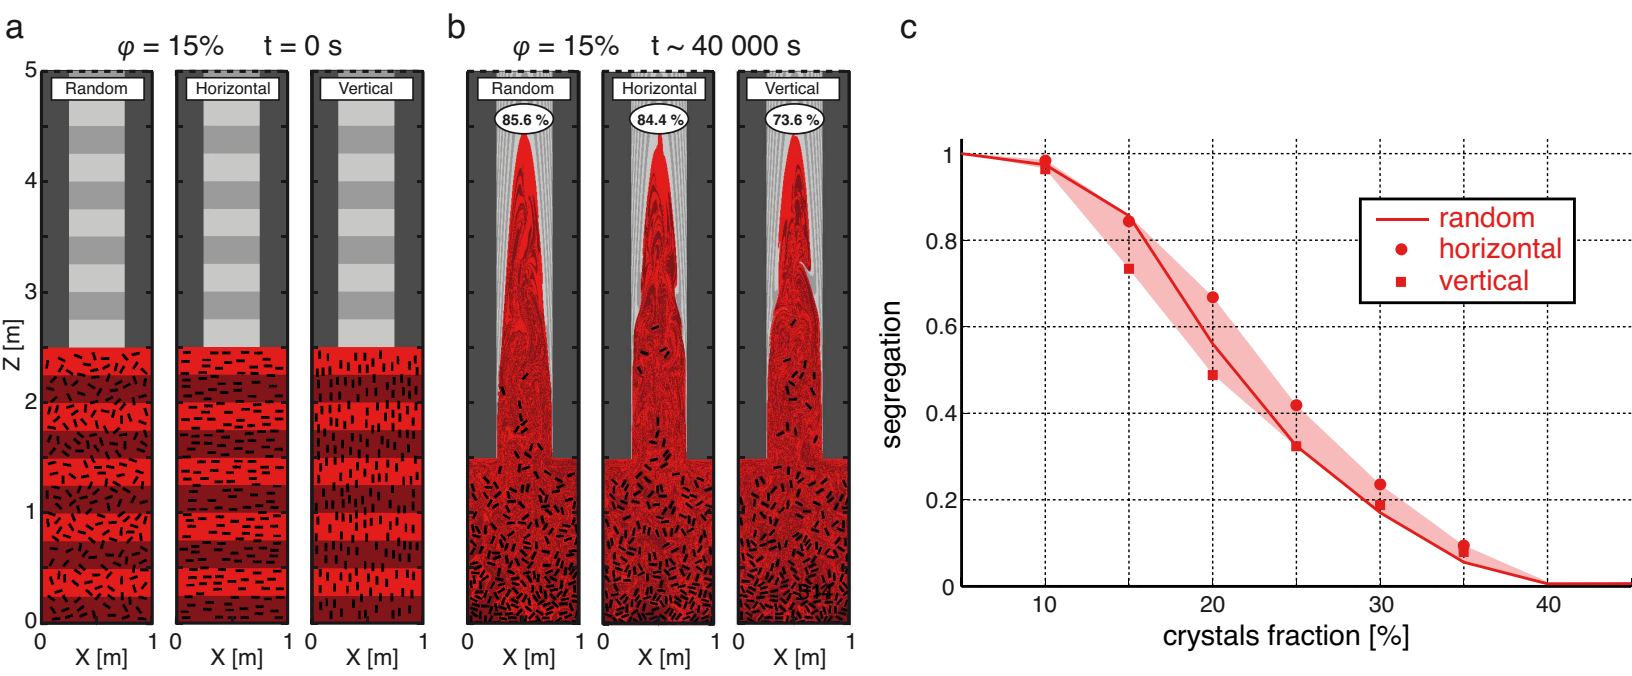 a
φ = 15% t = 0 s
Random Horizontal Vertical
5
4
3
2
1
0
Z [m]
0 1 0 1 0 1
X [m] X [m] X [m]
b
φ = 15% t ~ 40 000 s
Random Horizontal Vertical
85.6 % 84.4 % 73.6 %
0 1 0 1 0 1
X [m] X [m] X [m]
c
1
0.8
0.6
0.4
0.2
0
segregation
random
horizontal
vertical
10 20 30 40
crystals fraction [%]